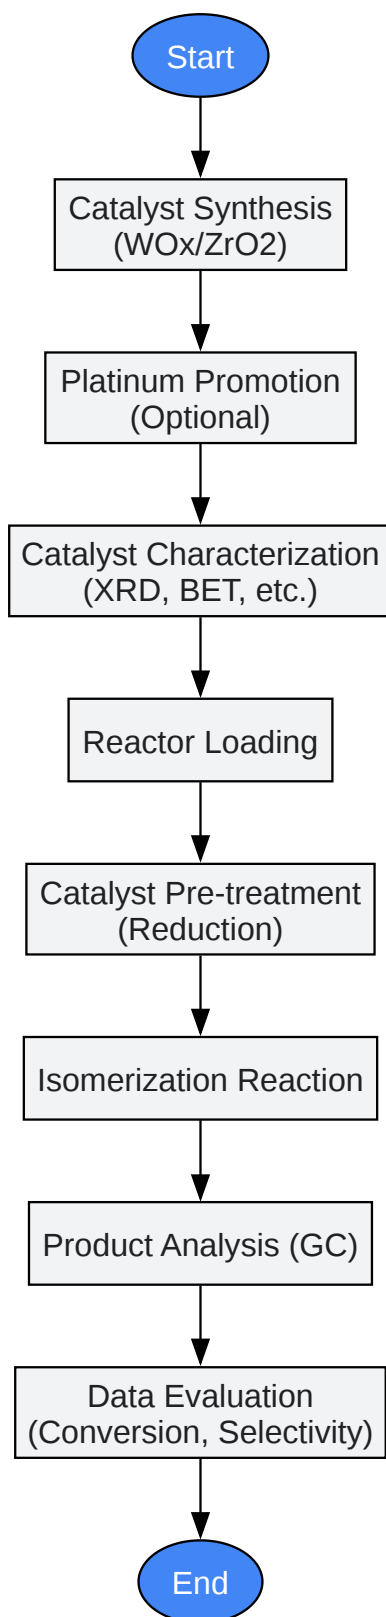 Start
Catalyst Synthesis
(WOx/ZrO2)
Platinum Promotion
(Optional)
Catalyst Characterization
(XRD, BET, etc.)
Reactor Loading
Catalyst Pre-treatment
(Reduction)
Isomerization Reaction
Product Analysis (GC)
Data Evaluation
(Conversion, Selectivity)
End